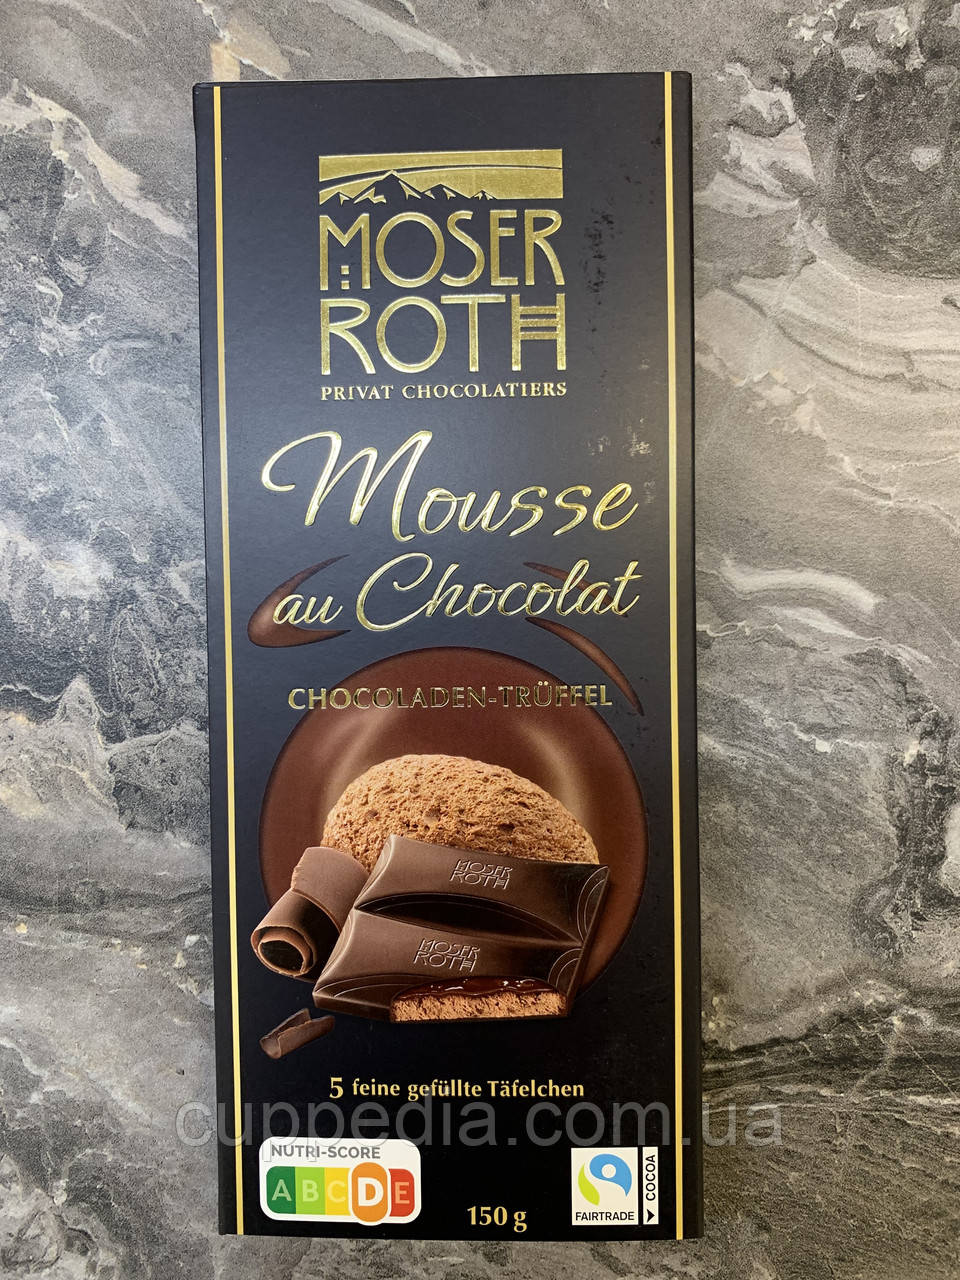 MOSER
ROTH
PRIVAT CHOCOLATIERS
Mousse
au Chocolat
CHOCOLADEN-TRÜFFEL
MOSER
ROTH
MOSER
ROTH
5 feine gefüllte Täfelchen
cuppedia.com.ua
NUTRI-SCORE
A B C D E
150 g
FAIRTRADE
COCOA